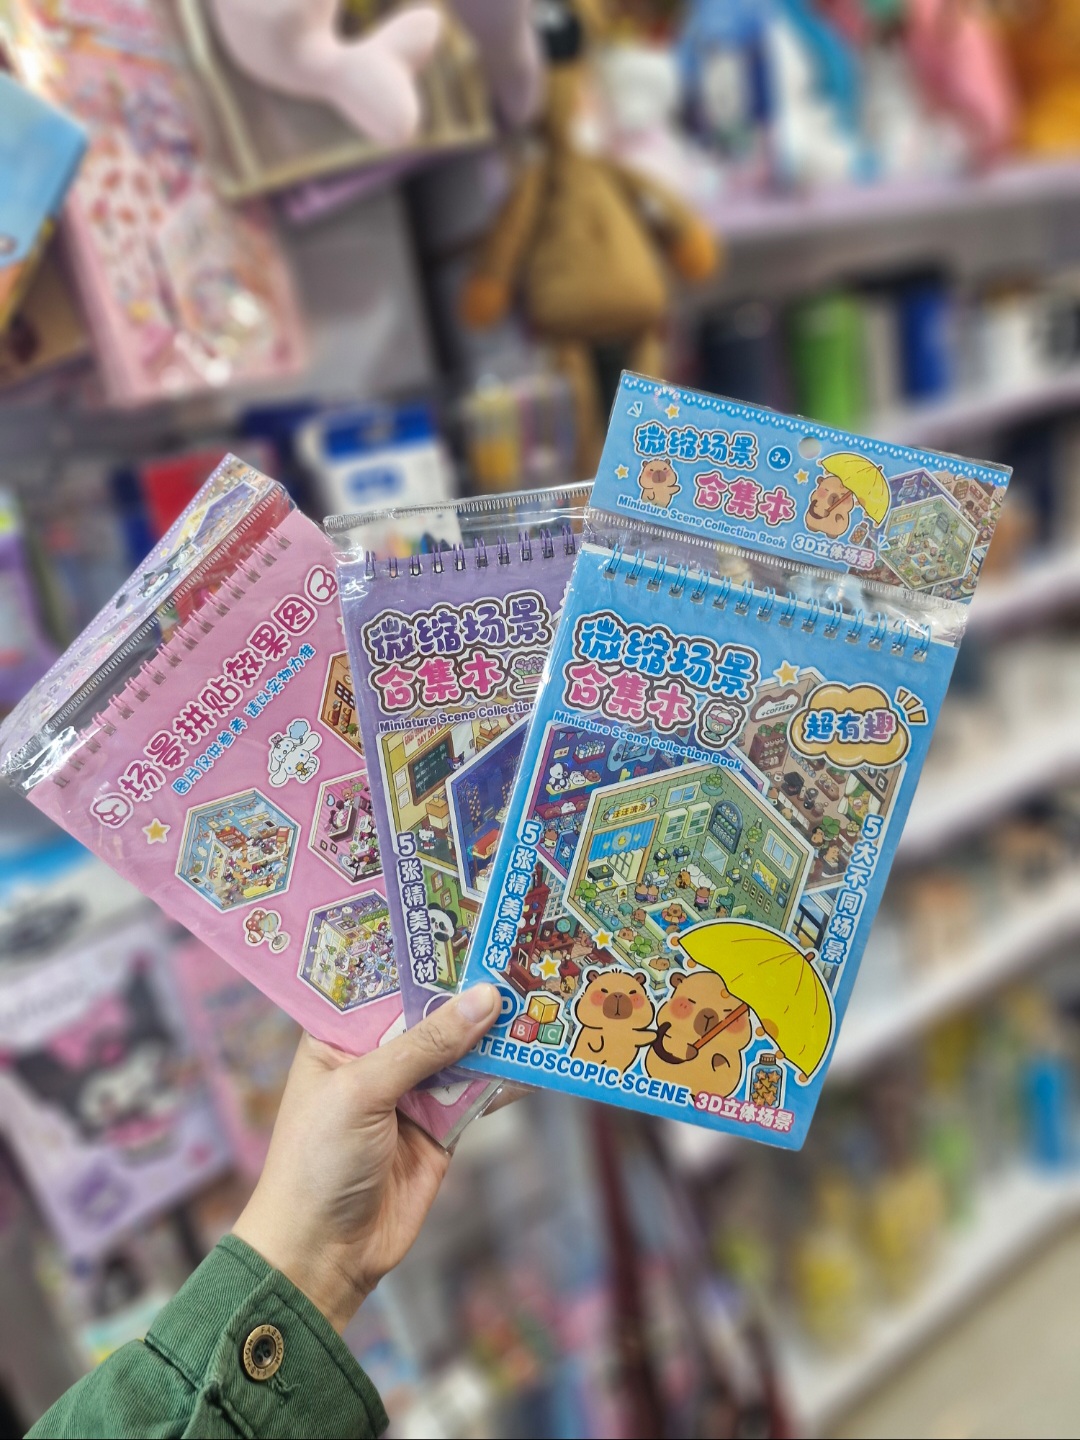 微缩场景
3+
合集本
Miniature Scene Collection Book
3D立体场景
场景拼贴效果图
图片仅供参考 请以实物为准
微缩场景
合集本
Miniature Scene Collection
5张精美素材
微缩场景
合集本
Miniature Scene Collection Book
超有趣
COFFEE
5张精美素材
5大不同场景
A
B
C
STEREOSCOPIC SCENE
3D立体场景
FASHION